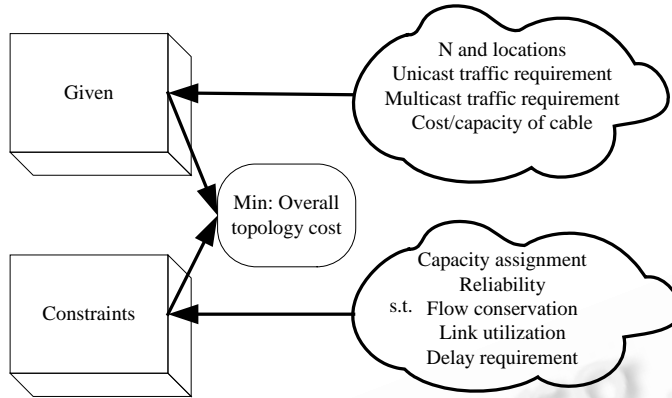 Given
N and locations
Unicast traffic requirement
Multicast traffic requirement
Cost/capacity of cable
Min: Overall
topology cost
Constraints
Capacity assignment
Reliability
s.t. Flow conservation
Link utilization
Delay requirement